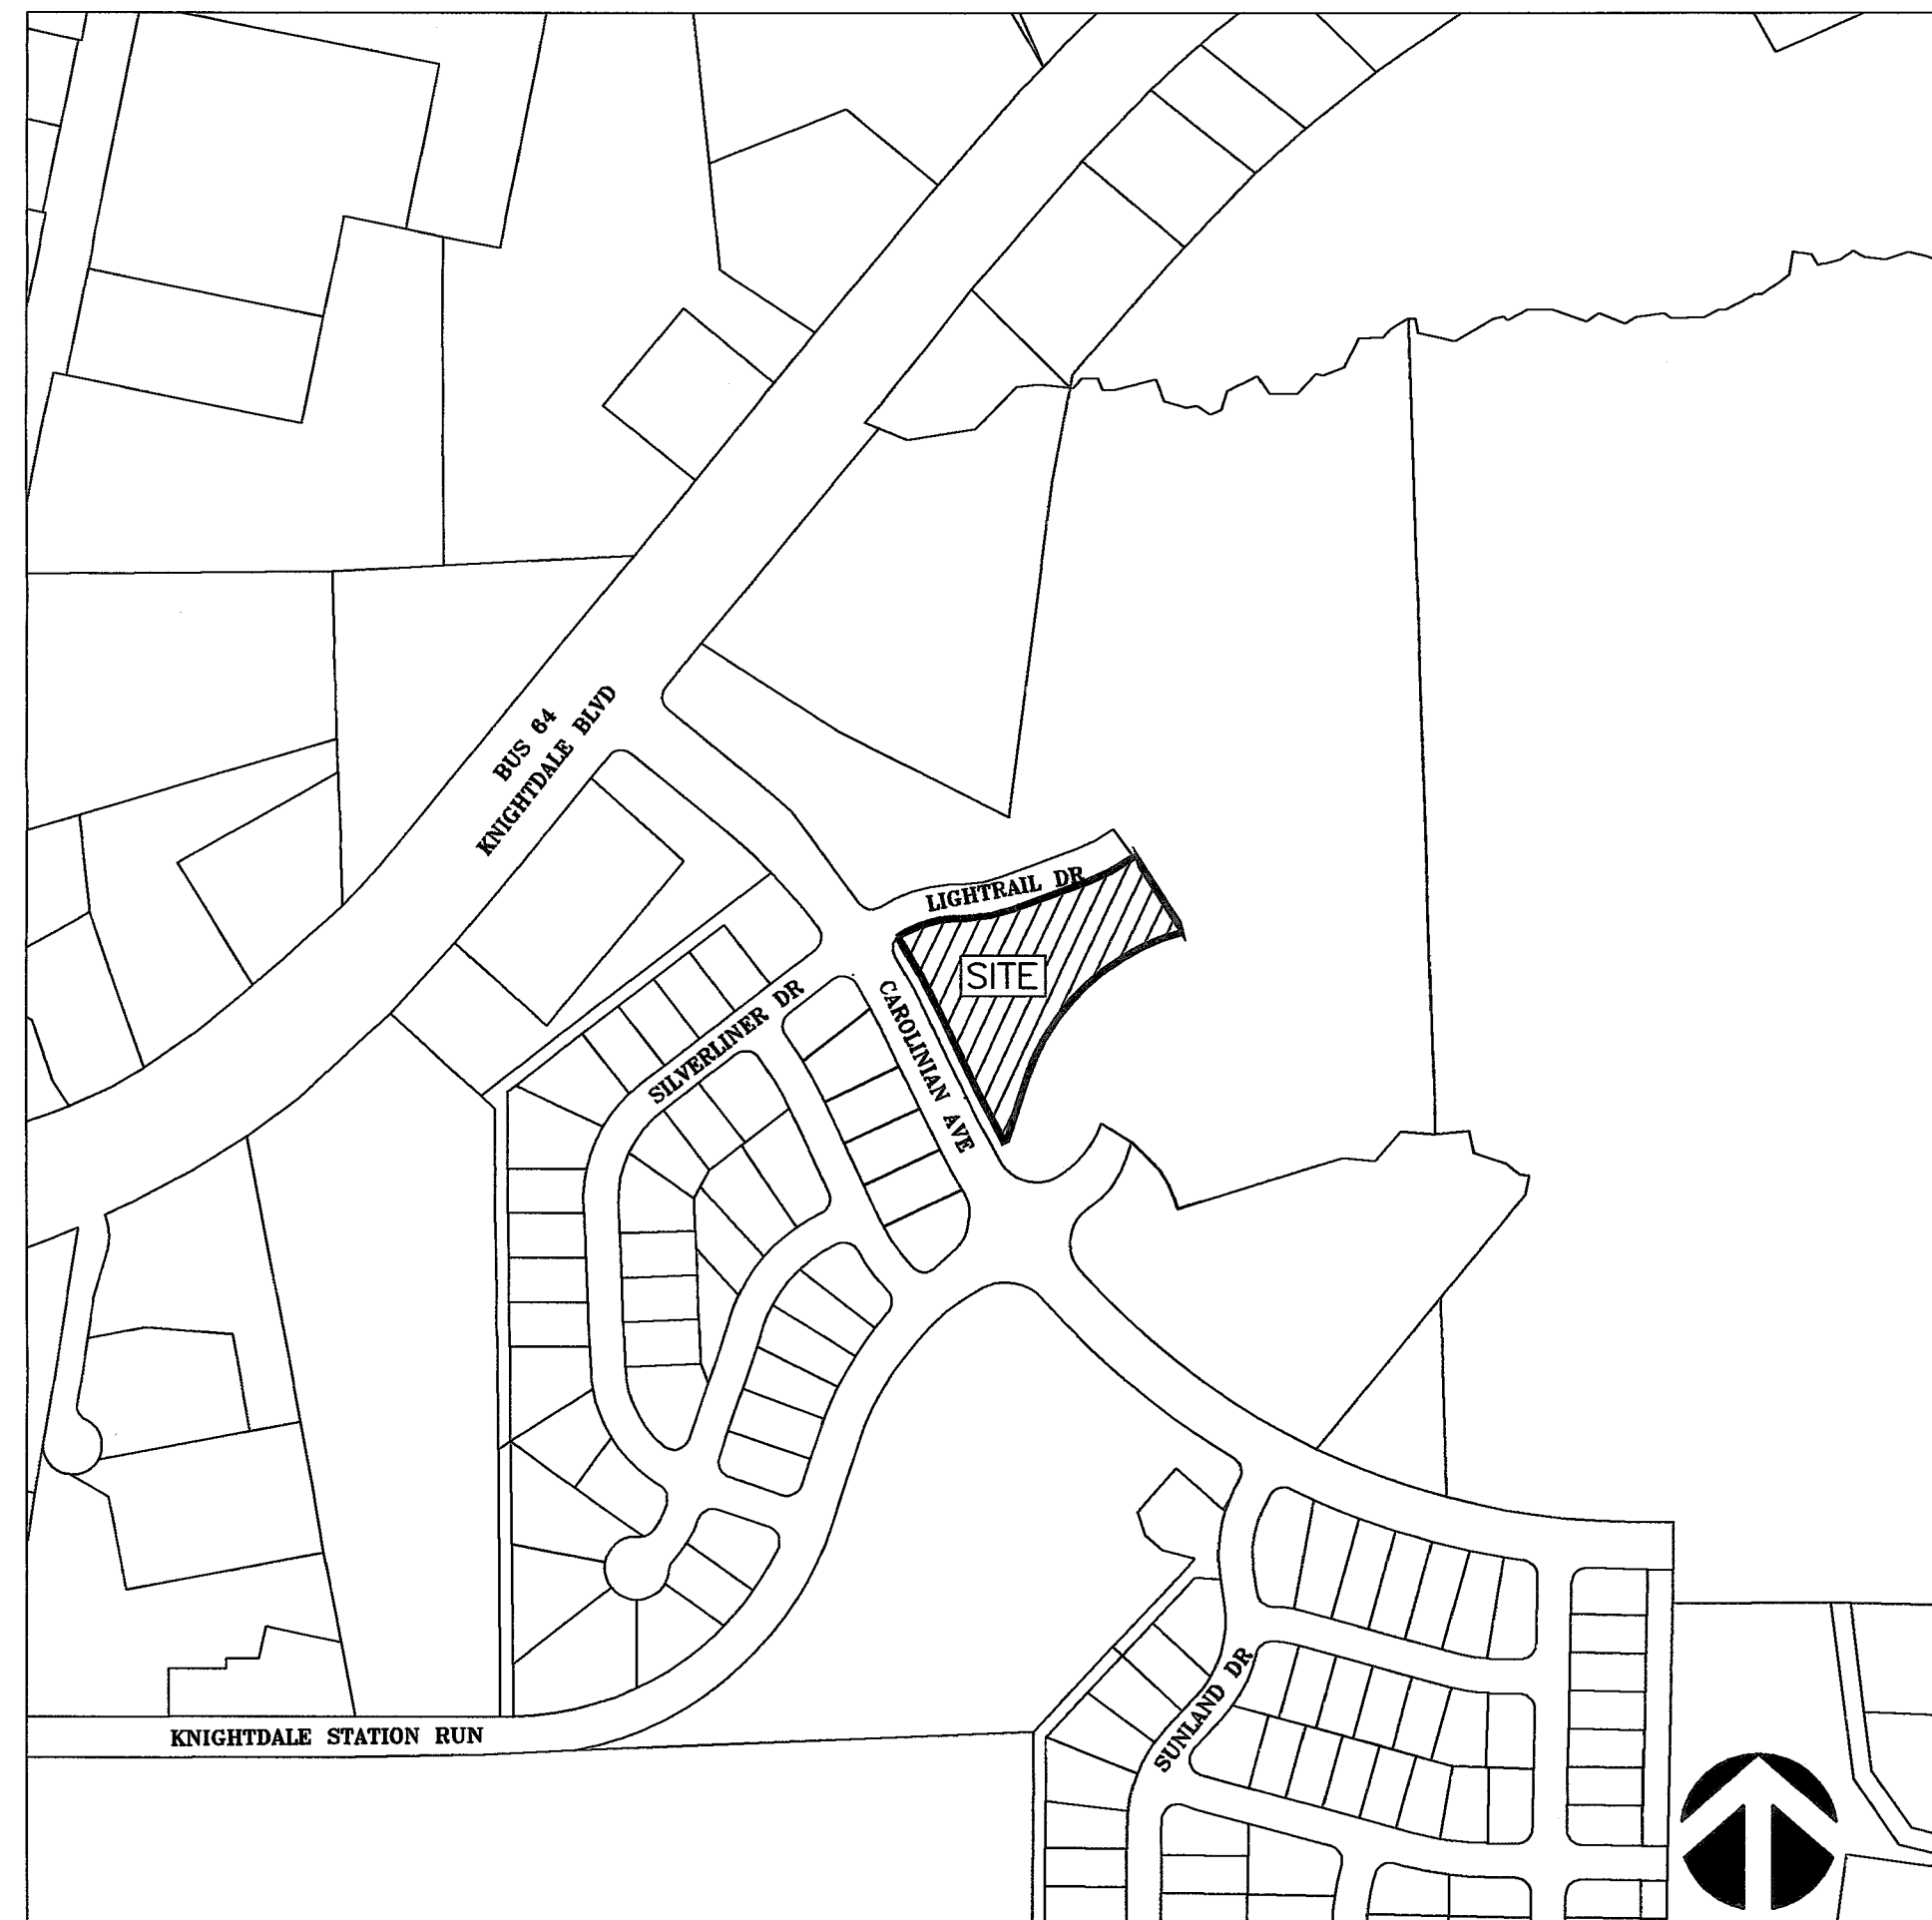 BUS 64
KNIGHTDALE BLVD
LIGHTRAIL DR
SITE
SILVERLINER DR
CAROLINIAN AVE
SUNLAND DR
KNIGHTDALE STATION RUN